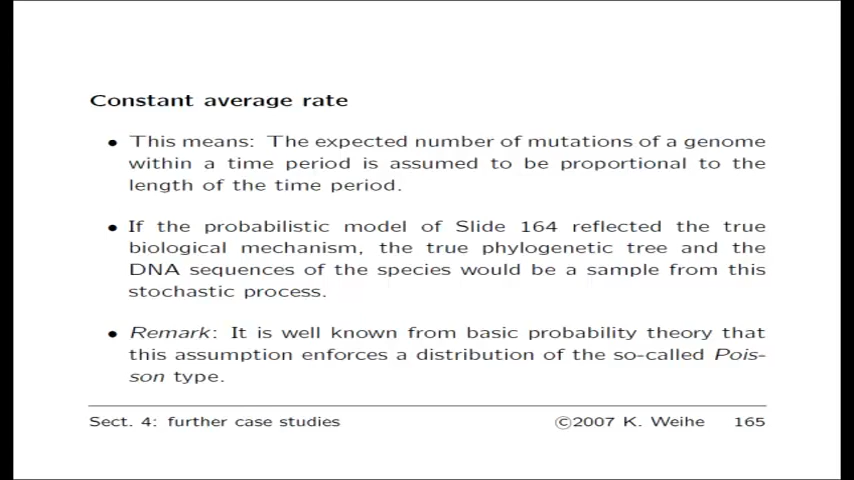 Constant average rate
• This means: The expected number of mutations of a genome
within a time period is assumed to be proportional to the
length of the time period.
• If the probabilistic model of Slide 164 reflected the true
biological mechanism, the true phylogenetic tree and the
DNA sequences of the species would be a sample from this
stochastic process.
• Remark: It is well known from basic probability theory that
this assumption enforces a distribution of the so-called Pois-
son type.
Sect. 4: further case studies ©2007 K. Weihe 165